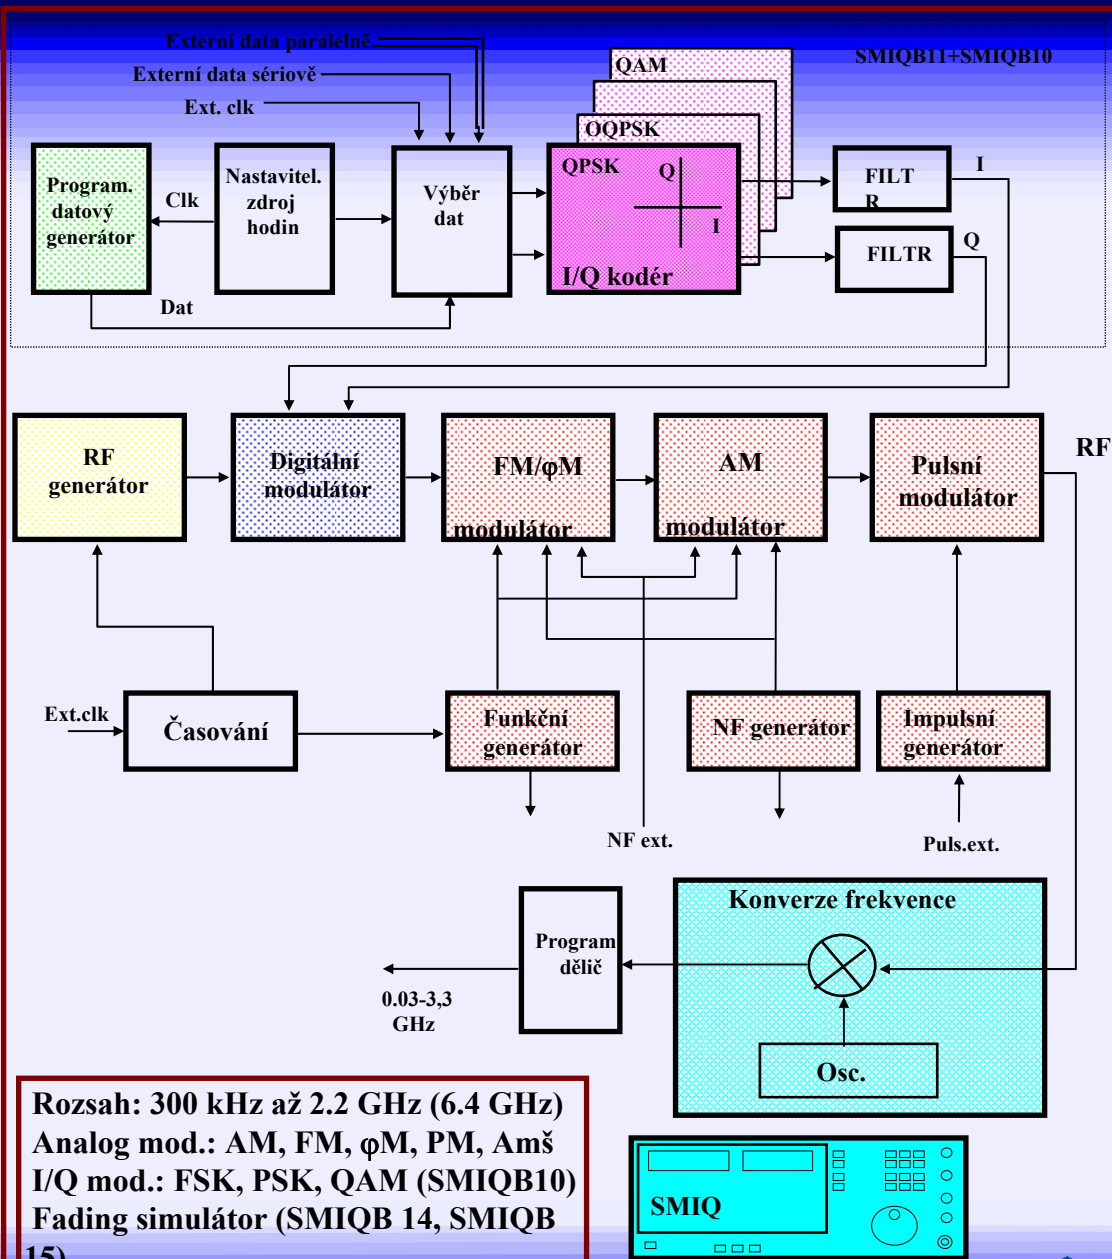 Externí data paralelně
Externí data sériově
Ext. clk
QAM
SMIQB11+SMIQB10
OQPSK
QPSK
Q
I
I/Q kodér
Program.
datový
generátor
Clk
Nastavitel.
zdroj
hodin
Výběr
dat
FILT
R
I
FILTR
Q
Dat
RF
generátor
Digitální
modulátor
FM/φM
modulátor
AM
modulátor
Pulsní
modulátor
RF
Ext.clk
Časování
Funkční
generátor
NF generátor
Impulsní
generátor
NF ext.
Puls.ext.
Konverze frekvence
Program
dělič
0.03-3,3
GHz
Osc.
Rozsah: 300 kHz až 2.2 GHz (6.4 GHz)
Analog mod.: AM, FM, φM, PM, Amš
I/Q mod.: FSK, PSK, QAM (SMIQB10)
Fading simulátor (SMIQB 14, SMIQB
15)
SMIQ